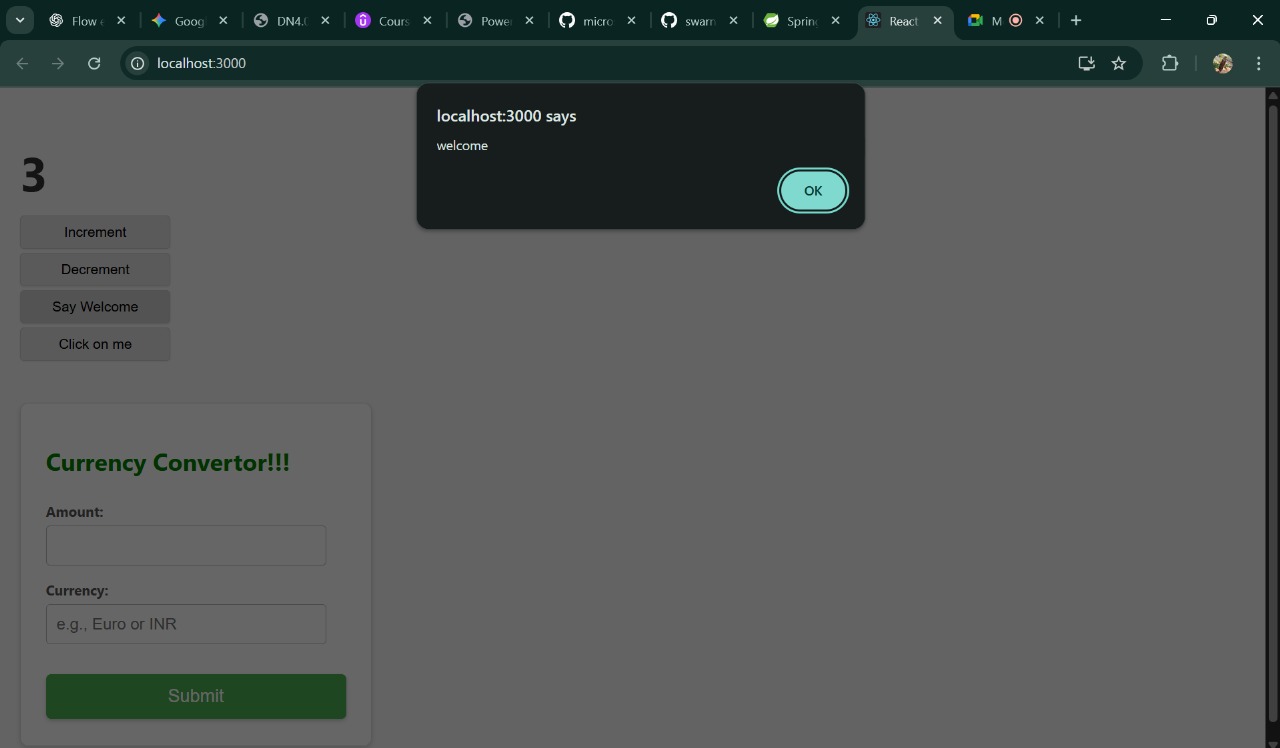 Flow
Goog
DN4.
Cours
Powe
micro
swarn
Sprin
React
M
localhost:3000
localhost:3000 says
welcome
OK
3
Increment
Decrement
Say Welcome
Click on me
Currency Convertor!!!
Amount:
Currency:
e.g., Euro or INR
Submit